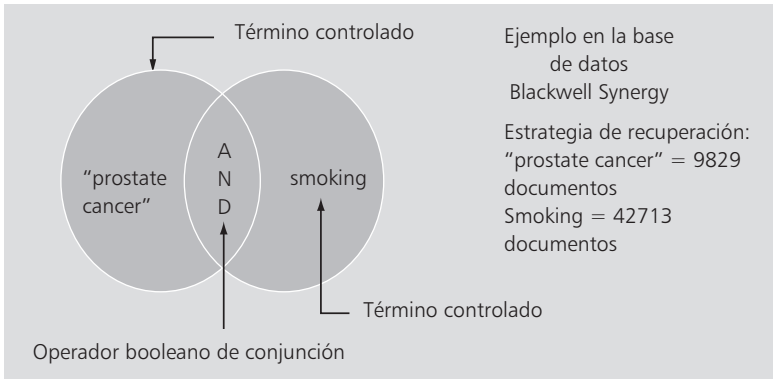 Término controlado
"prostate
cancer"
A
N
D
smoking
Término controlado
Operador booleano de conjunción
Ejemplo en la base
de datos
Blackwell Synergy
Estrategia de recuperación:
"prostate cancer" = 9829
documentos
Smoking = 42713
documentos